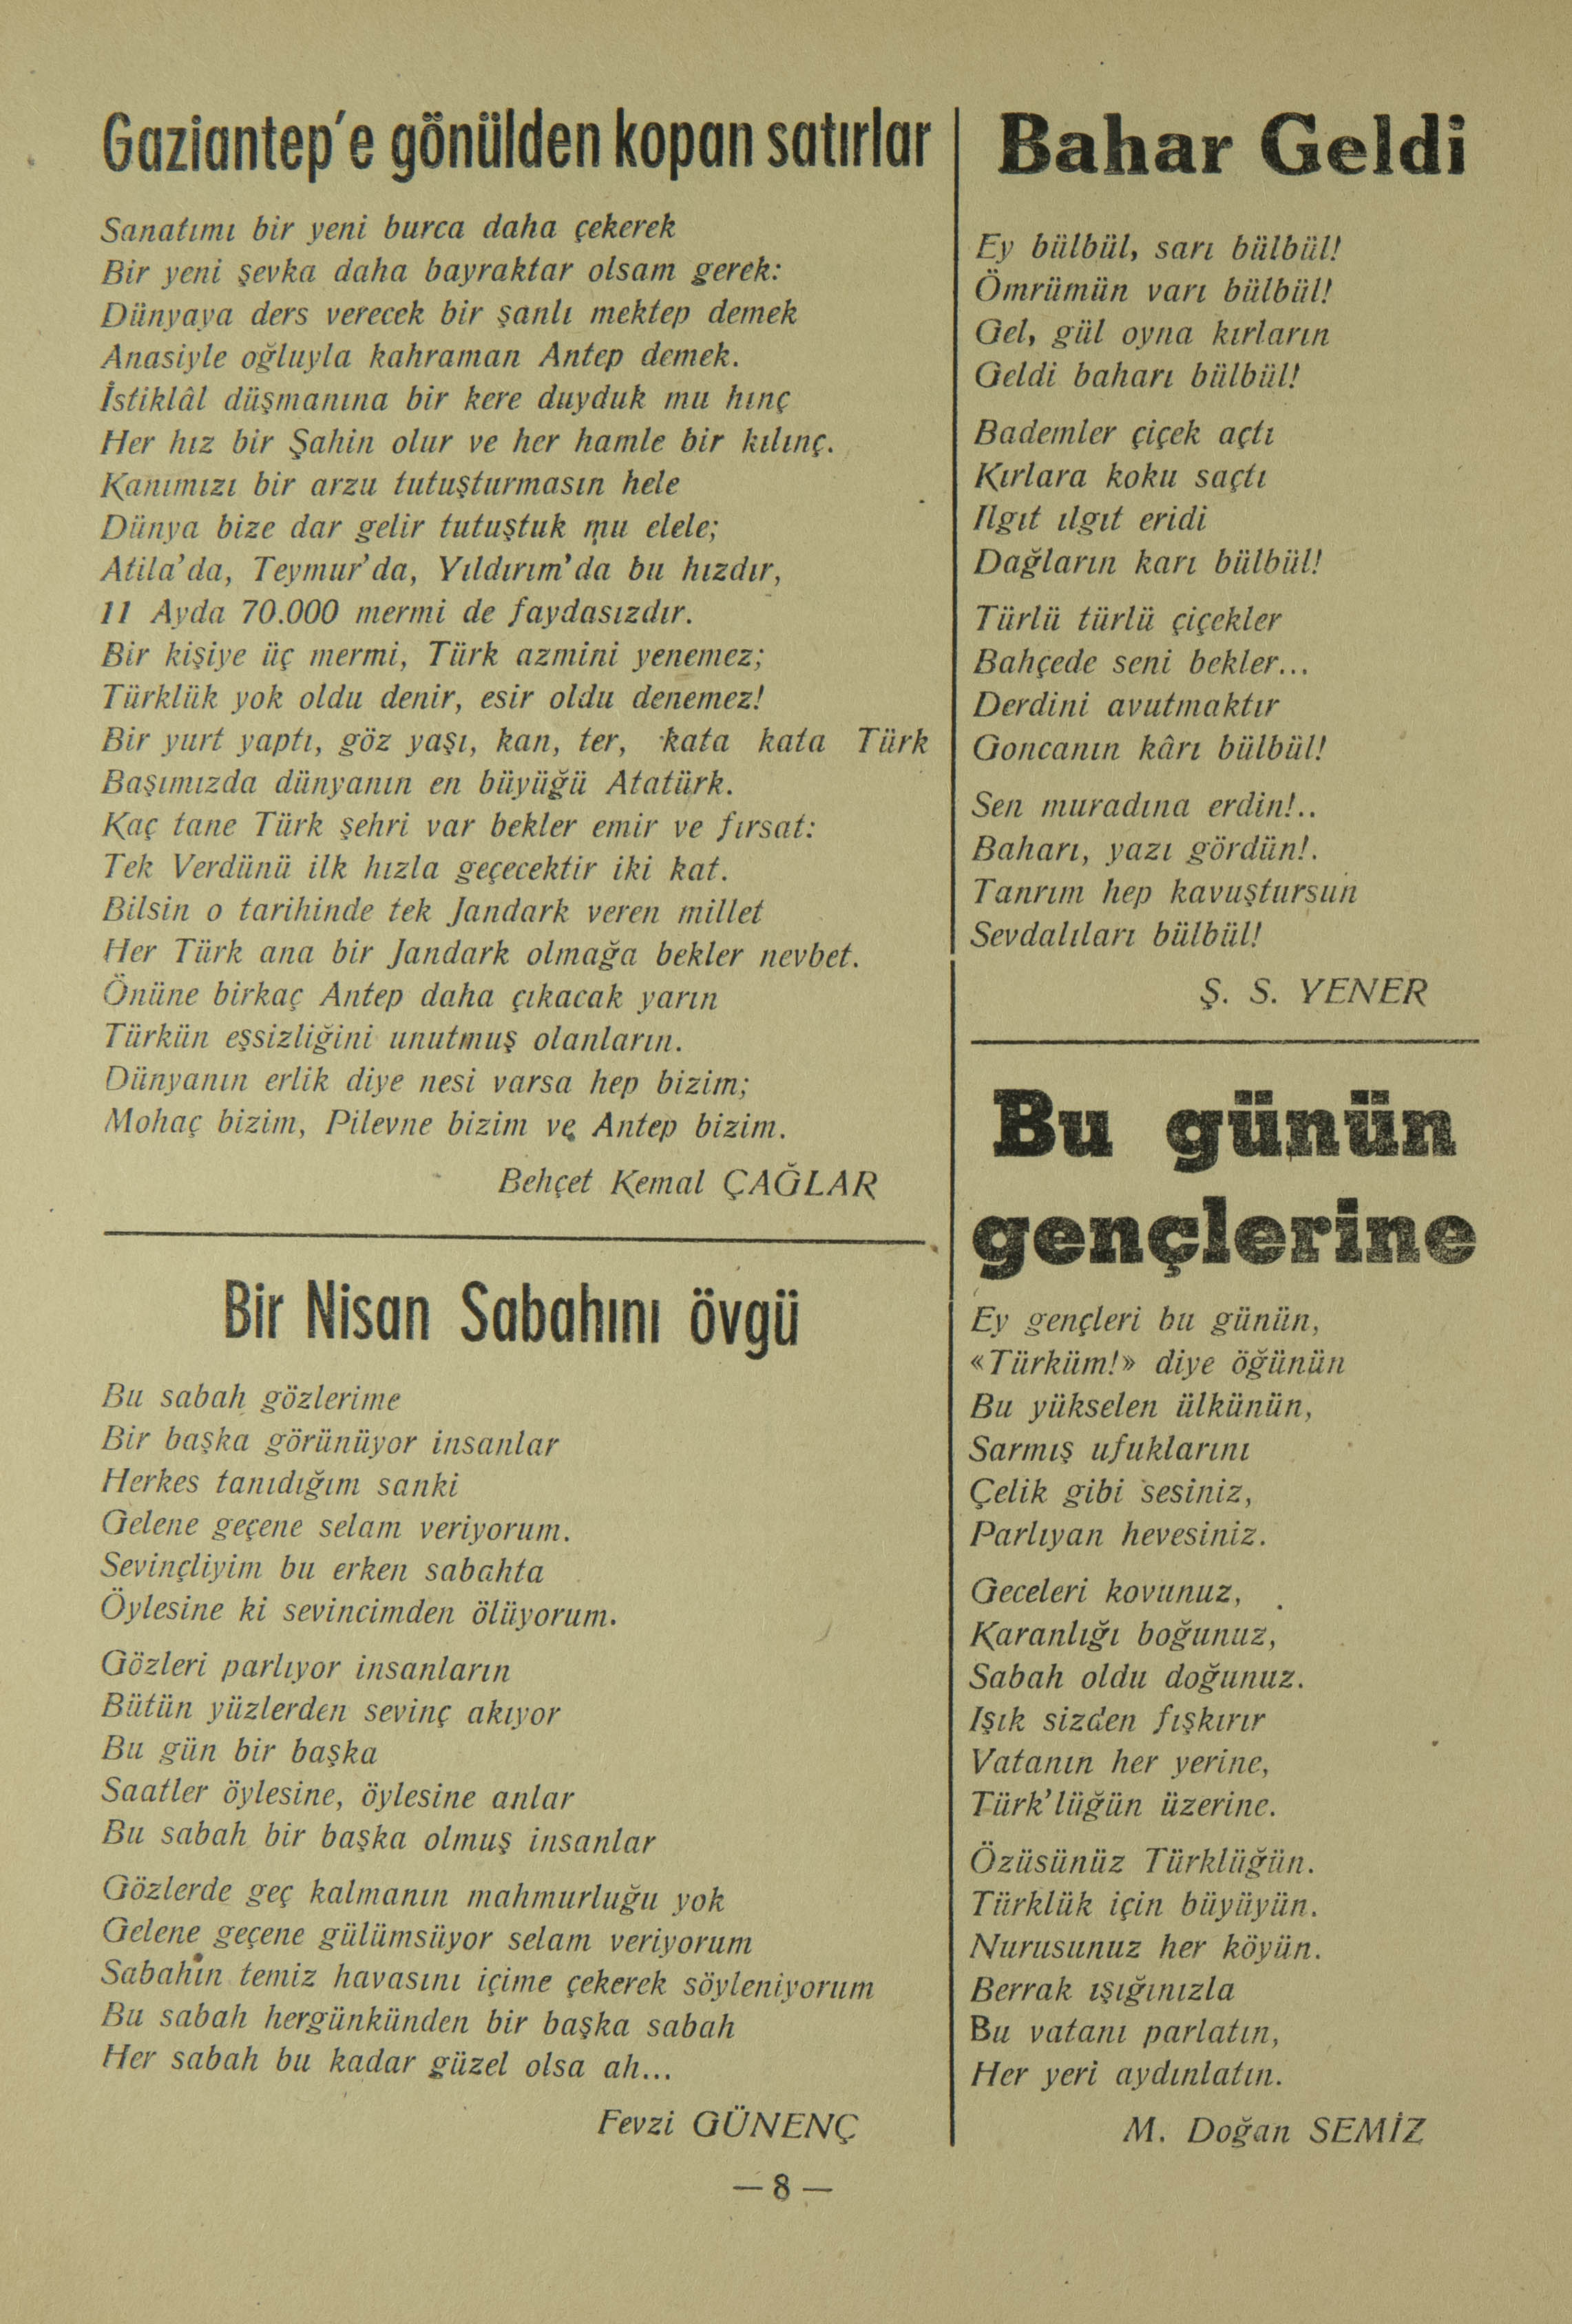 Gaziantep'e gönülden kopan satırlar
Sanatımı bir yeni burca daha çekerek
Bir yeni şevka daha bayraktar olsam gerek:
Dünyaya ders verecek bir şanlı mektep demek
Anasiyle oğluyla kahraman Antep demek.
İstiklâl düşmanına bir kere duyduk mu hınç
Her hız bir Şahin olur ve her hamle bir kılınç.
Kanımızı bir arzu tutuşturmasın hele
Dünya bize dar gelir tutuştuk mu elele;
Atila'da, Teymur'da, Yıldırım'da bu hızdır,
11 Ayda 70.000 mermi de faydasızdır.
Bir kişiye üç mermi, Türk azmini yenemez;
Türklük yok oldu denir, esir oldu denemez!
Bir yurt yaptı, göz yaşı, kan, ter, kata kata Türk
Başımızda dünyanın en büyüğü Atatürk.
Kaç tane Türk şehri var bekler emir ve fırsat:
Tek Verdünü ilk hızla geçecektir iki kat.
Bilsin o tarihinde tek Jandark veren millet
Her Türk ana bir Jandark olmağa bekler nevbet.
Önüne birkaç Antep daha çıkacak yarın
Türkün eşsizliğini unutmuş olanların.
Dünyanın erlik diye nesi varsa hep bizim;
Mohaç bizim, Pilevne bizim ve Antep bizim.
Behçet Kemal ÇAĞLAR
Bir Nisan Sabahını övgü
Bu sabah gözlerime
Bir başka görünüyor insanlar
Herkes tanıdığım sanki
Gelene geçene selam veriyorum.
Sevinçliyim bu erken sabahta
Öylesine ki sevincimden ölüyorum.
Gözleri parlıyor insanların
Bütün yüzlerden sevinç akıyor
Bu gün bir başka
Saatler öylesine, öylesine anlar
Bu sabah bir başka olmuş insanlar
Gözlerde geç kalmanın mahmurluğu yok
Gelene geçene gülümsüyor selam veriyorum
Sabahın temiz havasını içime çekerek söyleniyorum
Bu sabah hergünkünden bir başka sabah
Her sabah bu kadar güzel olsa ah...
Fevzi GÜNENÇ
Bahar Geldi
Ey bülbül, sarı bülbül!
Ömrümün varı bülbül!
Gel, gül oyna kırların
Geldi baharı bülbül!
Bademler çiçek açtı
Kırlara koku saçtı
Ilgıt ılgıt eridi
Dağların karı bülbül!
Türlü türlü çiçekler
Bahçede seni bekler...
Derdini avutmaktır
Goncanın kârı bülbül!
Sen muradına erdin!..
Baharı, yazı gördün!.
Tanrım hep kavuştursun
Sevdalıları bülbül!
Ş. S. YENER
Bu günün
gençlerine
Ey gençleri bu günün,
«Türküm!» diye öğünün
Bu yükselen ülkünün,
Sarmış ufuklarını
Çelik gibi sesiniz,
Parlıyan hevesiniz.
Geceleri kovunuz,
Karanlığı boğunuz,
Sabah oldu doğunuz.
Işık sizden fışkırır
Vatanın her yerine,
Türk'lüğün üzerine.
Özüsünüz Türklüğün.
Türklük için büyüyün.
Nurusunuz her köyün.
Berrak ışığınızla
Bu vatanı parlatın,
Her yeri aydınlatın.
M. Doğan SEMİZ
— 8 —